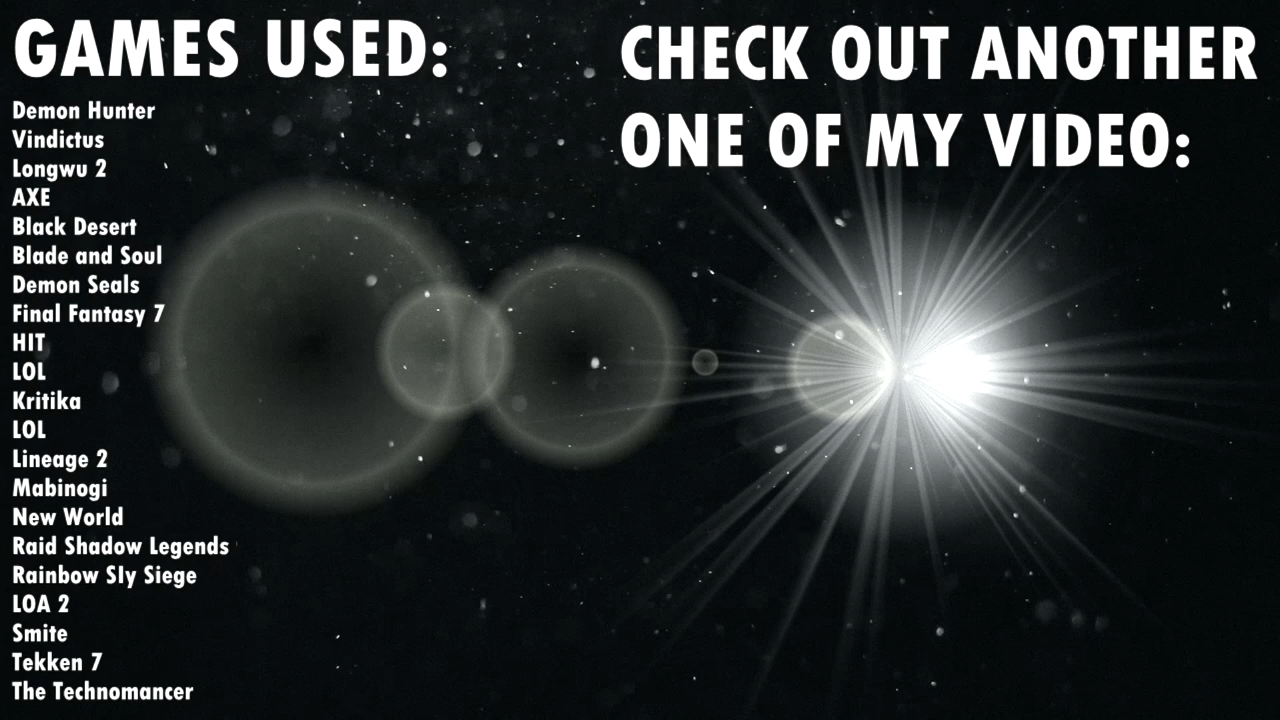 GAMES USED:
Demon Hunter
Vindictus
Longwu 2
AXE
Black Desert
Blade and Soul
Demon Seals
Final Fantasy 7
HIT
LOL
Kritika
LOL
Lineage 2
Mabinogi
New World
Raid Shadow Legends
Rainbow SIy Siege
LOA 2
Smite
Tekken 7
The Technomancer
CHECK OUT ANOTHER
ONE OF MY VIDEO: